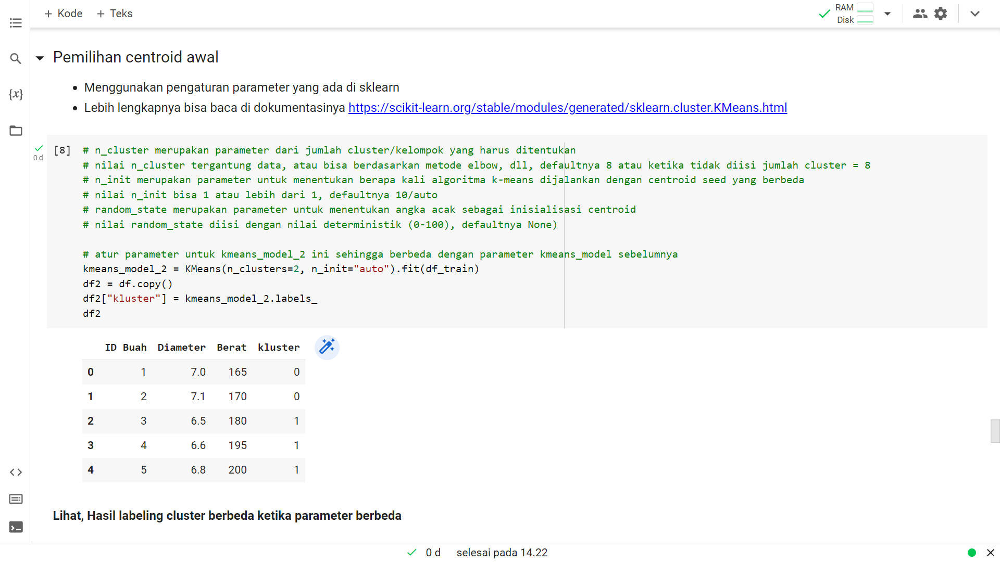 + Kode + Teks
RAM
Disk
Pemilihan centroid awal
• Menggunakan pengaturan parameter yang ada di sklearn
• Lebih lengkapnya bisa baca di dokumentasinya https://scikit-learn.org/stable/modules/generated/sklearn.cluster.KMeans.html
{x}
0 d
[8] # n_cluster merupakan parameter dari jumlah cluster/kelompok yang harus ditentukan
# nilai n_cluster tergantung data, atau bisa berdasarkan metode elbow, dll, defaultnya 8 atau ketika tidak diisi jumlah cluster = 8
# n_init merupakan parameter untuk menentukan berapa kali algoritma k-means dijalankan dengan centroid seed yang berbeda
# nilai n_init bisa 1 atau lebih dari 1, defaultnya 10/auto
# random_state merupakan parameter untuk menentukan angka acak sebagai inisialisasi centroid
# nilai random_state diisi dengan nilai deterministik (0-100), defaultnya None)
# atur parameter untuk kmeans_model_2 ini sehingga berbeda dengan parameter kmeans_model sebelumnya
kmeans_model_2 = KMeans(n_clusters=2, n_init="auto").fit(df_train)
df2 = df.copy()
df2["kluster"] = kmeans_model_2.labels_
df2
ID Buah Diameter Berat kluster
0 1 7.0 165 0
1 2 7.1 170 0
2 3 6.5 180 1
3 4 6.6 195 1
4 5 6.8 200 1
Lihat, Hasil labeling cluster berbeda ketika parameter berbeda
0 d selesai pada 14.22